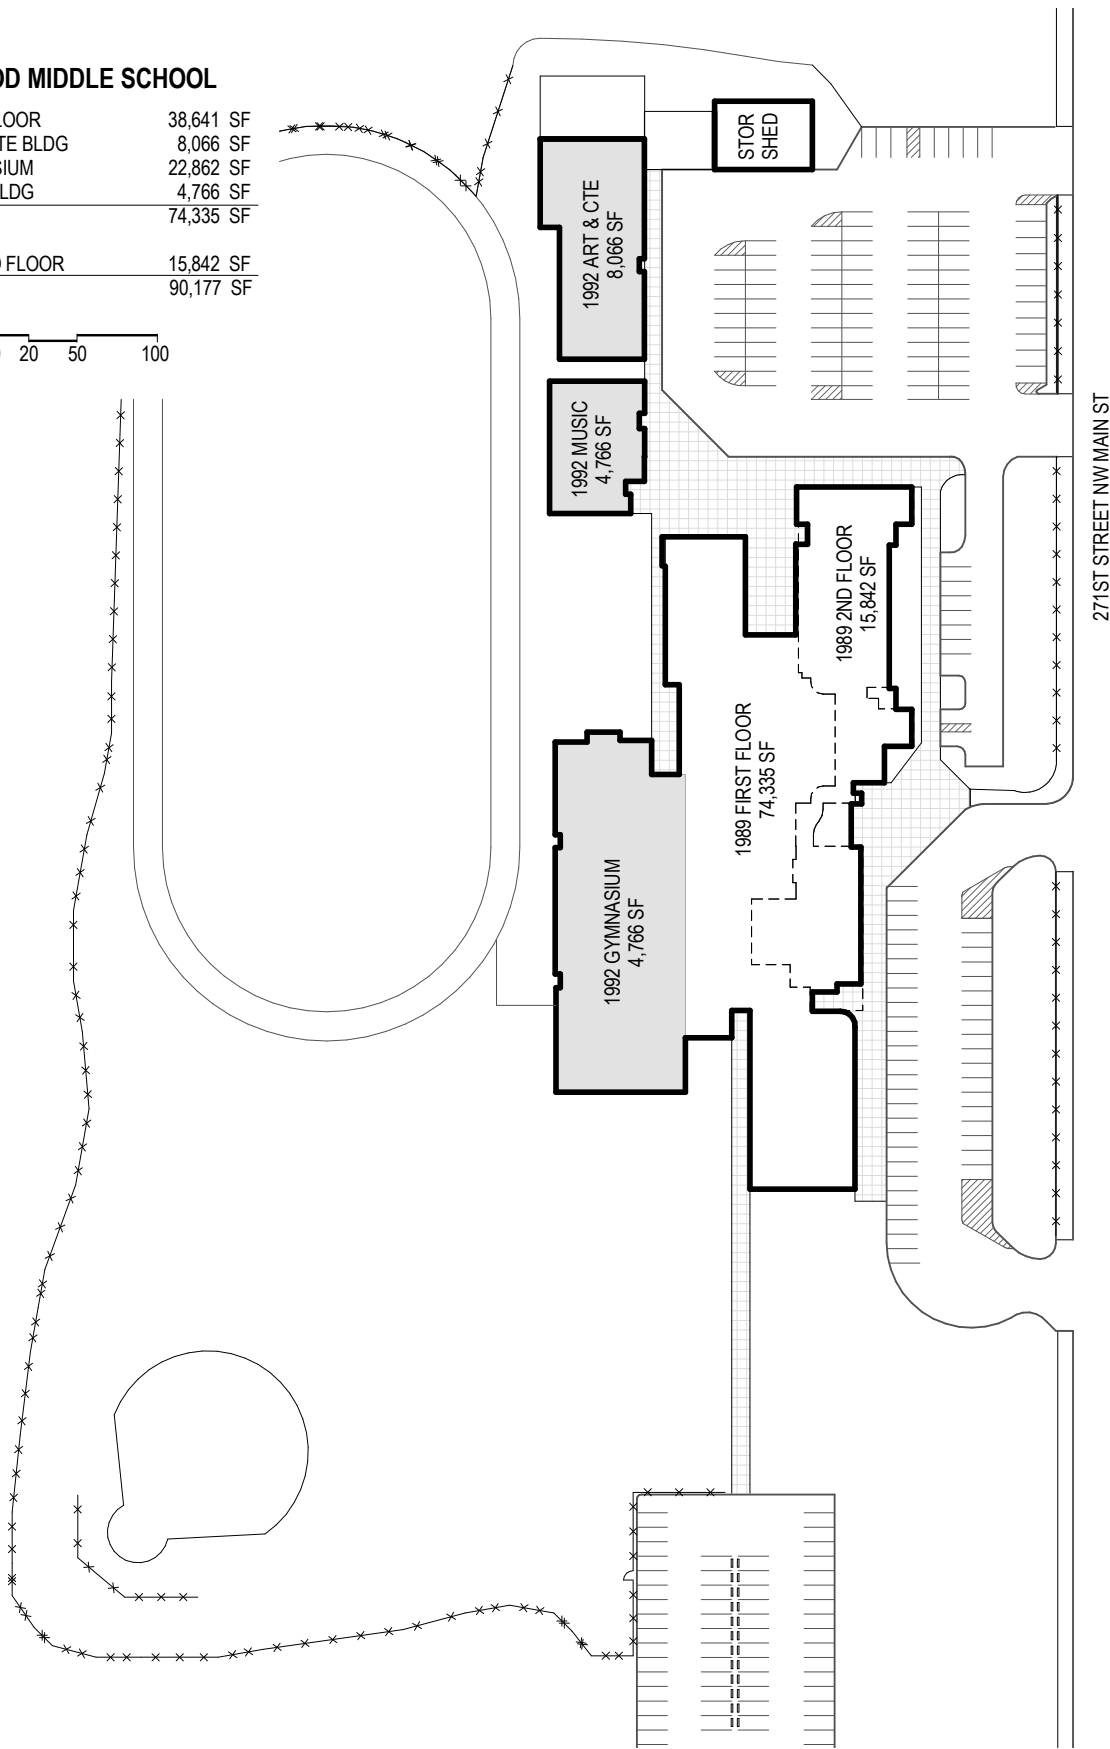 OD MIDDLE SCHOOL
LOOR 38,641 SF
TE BLDG 8,066 SF
SIUM 22,862 SF
LDG 4,766 SF
74,335 SF
FLOOR 15,842 SF
90,177 SF
20 50 100
STOR
SHED
1992 ART & CTE
8,066 SF
1992 MUSIC
4,766 SF
1989 2ND FLOOR
15,842 SF
1989 FIRST FLOOR
74,335 SF
1992 GYMNASIUM
4,766 SF
271ST STREET NW MAIN ST